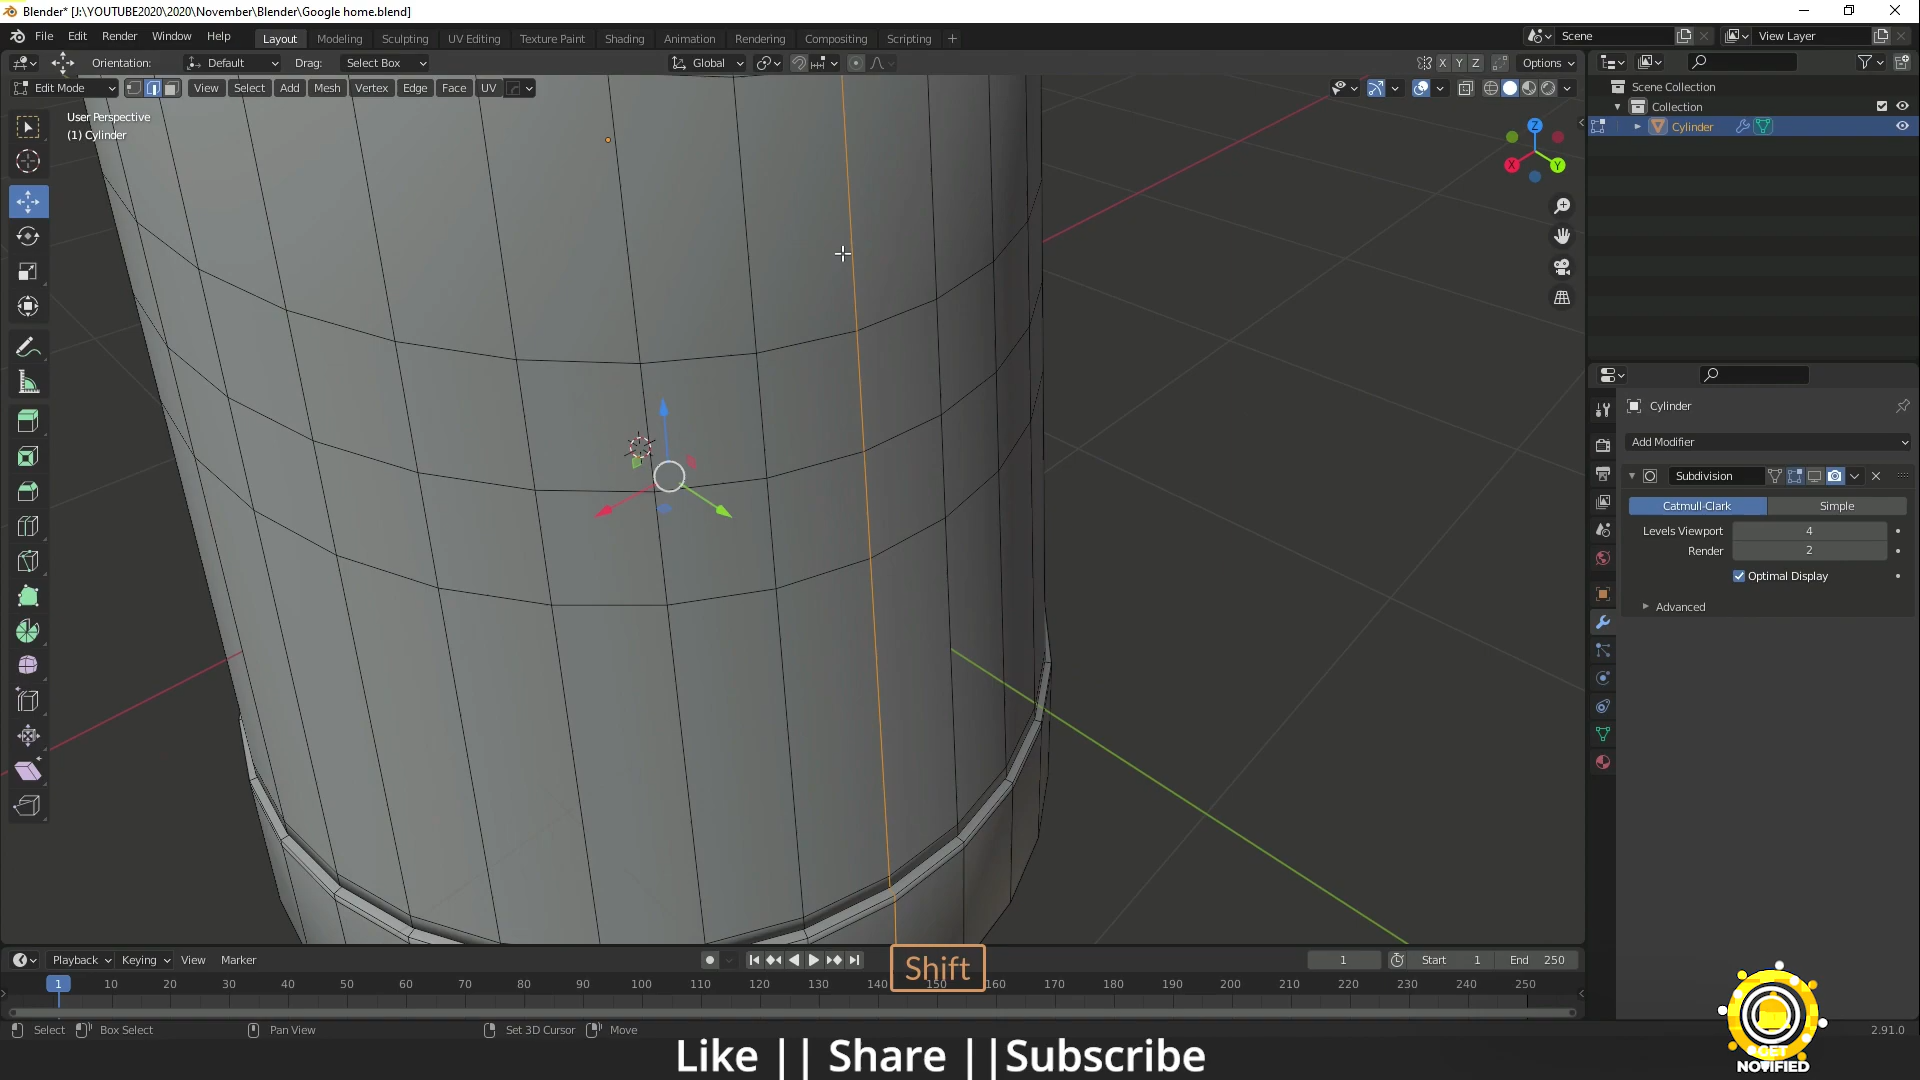 Blender* [J:\YOUTUBE2020\2020\November\Blender\Google home.blend]
File Edit Render Window Help Layout Modeling Sculpting UV Editing Texture Paint Shading Animation Rendering Compositing Scripting + Scene View Layer
Orientation: Default Drag: Select Box Global X Y Z Options
Edit Mode View Select Add Mesh Vertex Edge Face UV
User Perspective
(1) Cylinder
Z
X
Y
Scene Collection
Collection
Cylinder
Cylinder
Add Modifier
Subdivision
Catmull-Clark Simple
Levels Viewport 4
Render 2
Optimal Display
Advanced
Playback Keying View Marker 1 Start 1 End 250
1 10 20 30 40 50 60 70 80 90 100 110 120 130 140 150 160 170 180 190 200 210 220 230 240 250
Shift
Select Box Select Pan View Set 3D Cursor Move 2.91.0
Like || Share ||Subscribe
GET
NOTIFIED